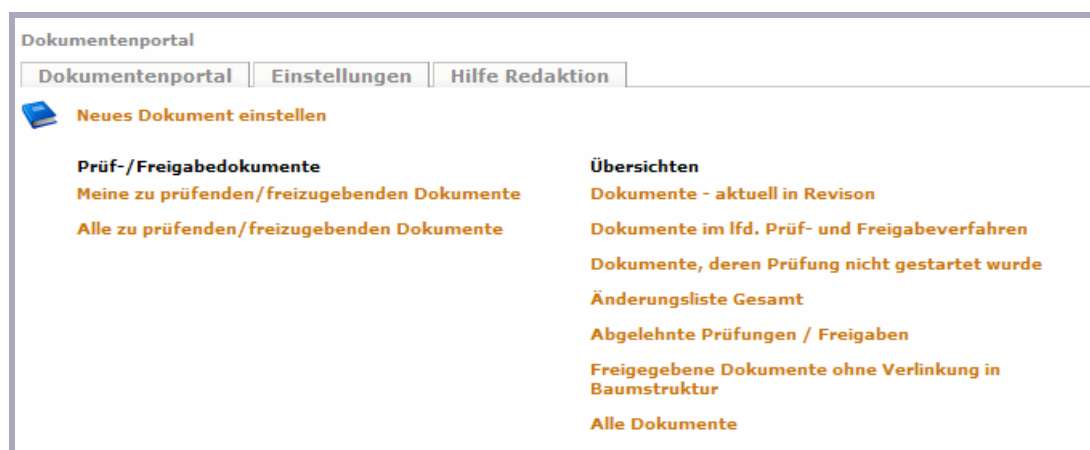 Dokumentenportal
Dokumentenportal Einstellungen Hilfe Redaktion
Neues Dokument einstellen
Prüf-/Freigabedokumente
Meine zu prüfenden/freizugebenden Dokumente
Alle zu prüfenden/freizugebenden Dokumente
Übersichten
Dokumente - aktuell in Revison
Dokumente im lfd. Prüf- und Freigabeverfahren
Dokumente, deren Prüfung nicht gestartet wurde
Änderungsliste Gesamt
Abgelehnte Prüfungen / Freigaben
Freigegebene Dokumente ohne Verlinkung in
Baumstruktur
Alle Dokumente